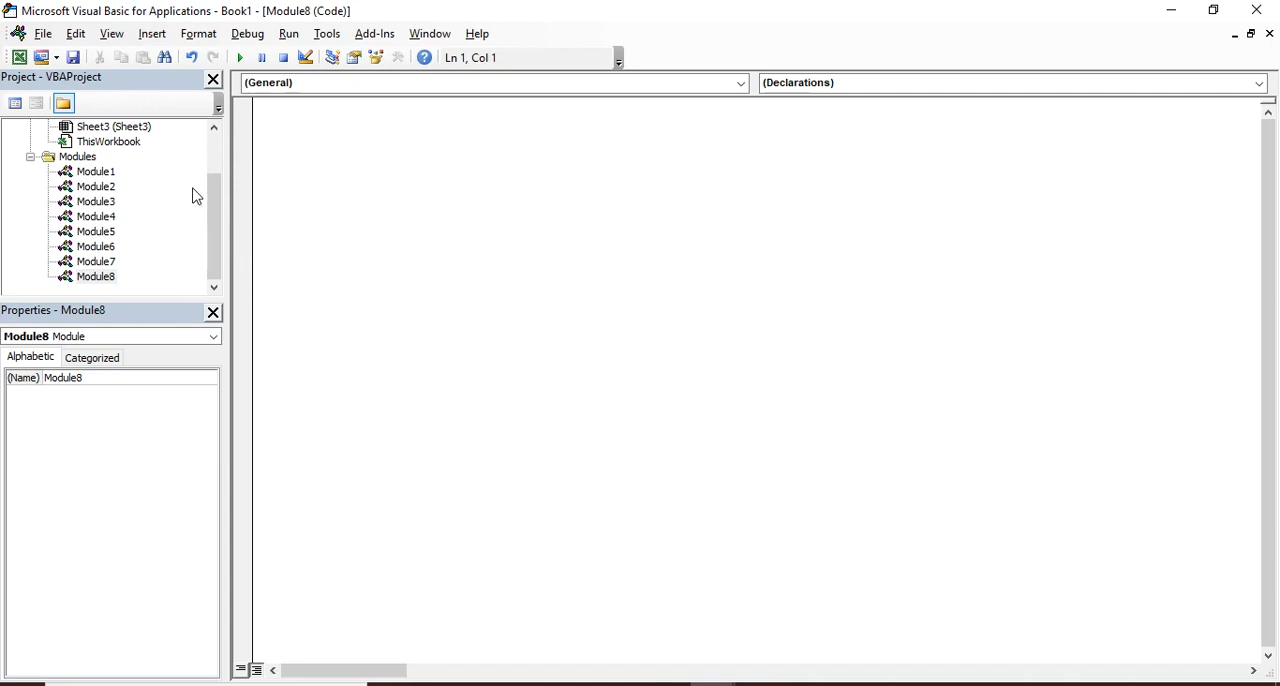 Microsoft Visual Basic for Applications - Book1 - [Module8 (Code)]
File Edit View Insert Format Debug Run Tools Add-Ins Window Help
Ln 1, Col 1
Project - VBAProject
(General)
(Declarations)
Sheet3 (Sheet3)
ThisWorkbook
Modules
Module1
Module2
Module3
Module4
Module5
Module6
Module7
Module8
Properties - Module8
Module8 Module
Alphabetic Categorized
(Name) Module8